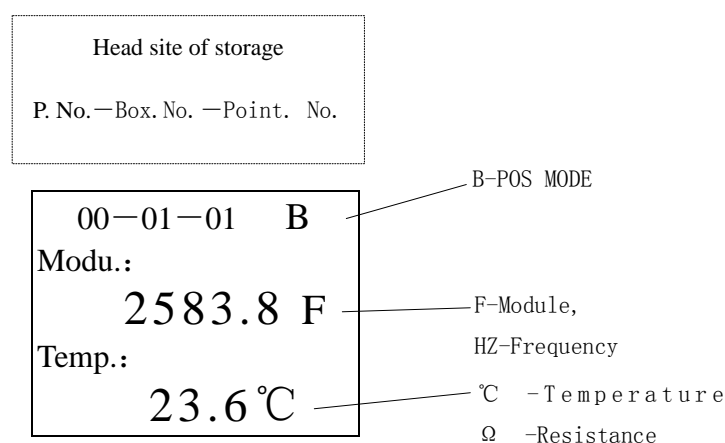 Head site of storage
P. No.－Box. No. －Point. No.
B-POS MODE
00－01－01 B
Modu.：
2583.8 F
F-Module,
HZ-Frequency
Temp.：
23.6℃
℃ -Temperature
Ω -Resistance